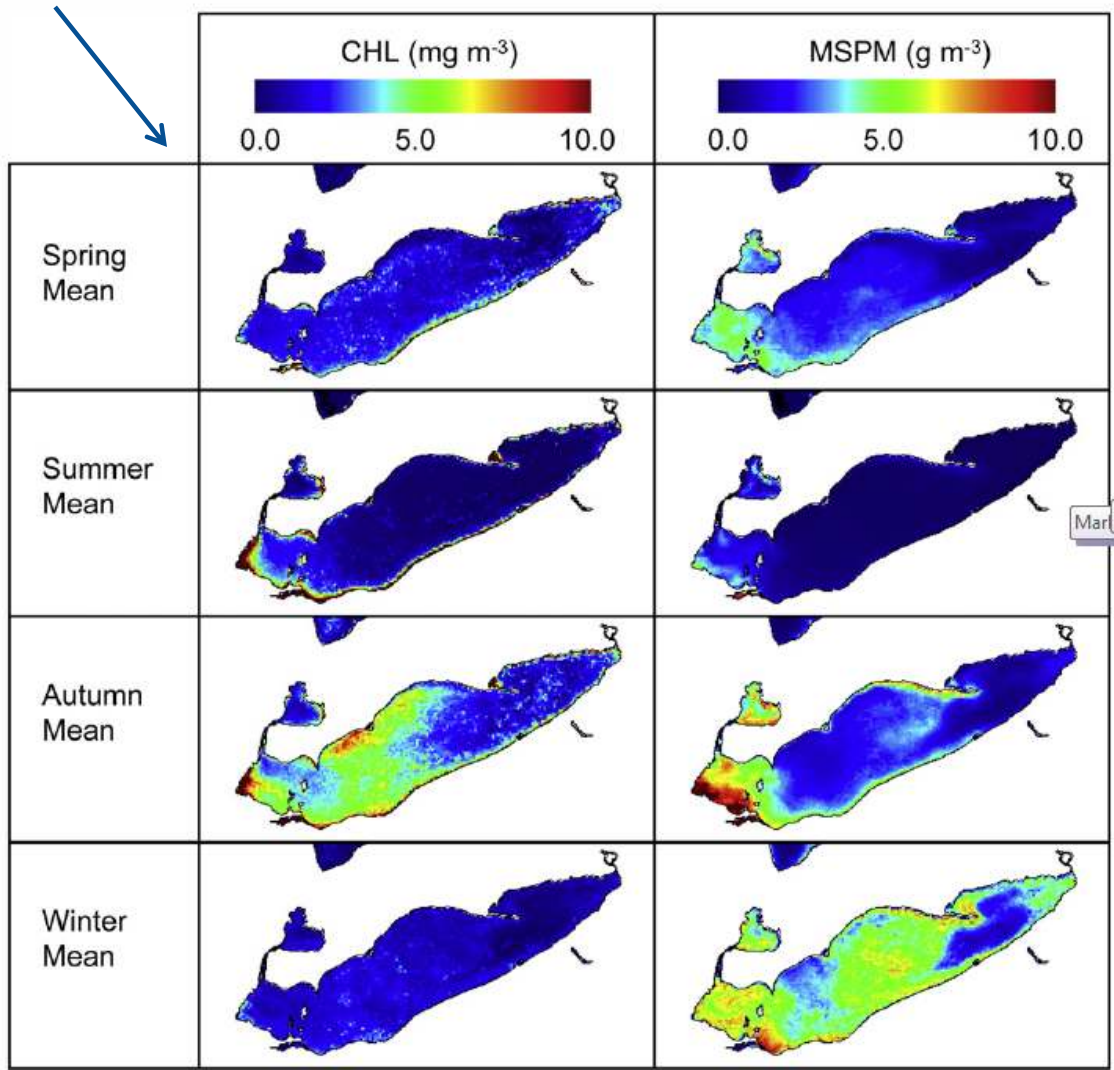 CHL (mg m⁻³)
MSPM (g m⁻³)
0.0 5.0 10.0
0.0 5.0 10.0
Spring
Mean
Summer
Mean
Autumn
Mean
Winter
Mean